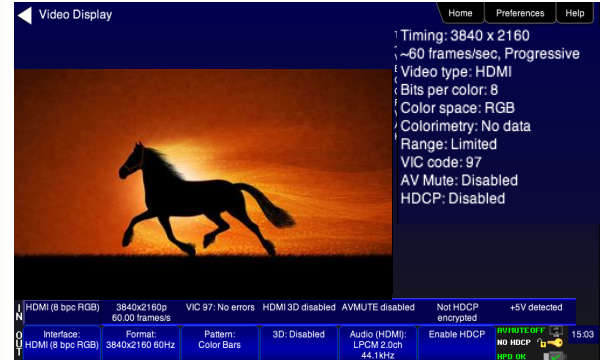 Video Display
Home
Preferences
Help
Timing: 3840 x 2160
~60 frames/sec, Progressive
Video type: HDMI
Bits per color: 8
Color space: RGB
Colorimetry: No data
Range: Limited
VIC code: 97
AV Mute: Disabled
HDCP: Disabled
IN
HDMI (8 bpc RGB)
3840x2160p
60.00 frames/s
VIC 97: No errors
HDMI 3D disabled
AVMUTE disabled
Not HDCP
encrypted
+5V detected
OUT
Interface:
HDMI (8 bpc RGB)
Format:
3840x2160 60Hz
Pattern:
Color Bars
3D: Disabled
Audio (HDMI):
LPCM 2.0ch
44.1kHz
Enable HDCP
AVMUTEOFF
NO HDCP
HPD OK
15:03